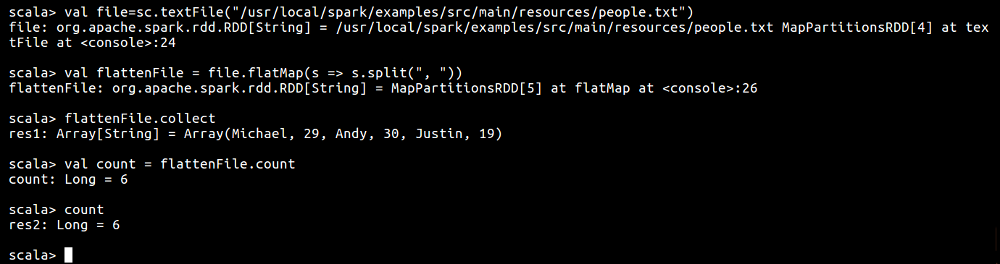 scala> val file=sc.textFile("/usr/local/spark/examples/src/main/resources/people.txt")
file: org.apache.spark.rdd.RDD[String] = /usr/local/spark/examples/src/main/resources/people.txt MapPartitionsRDD[4] at tex
tFile at <console>:24
scala> val flattenFile = file.flatMap(s => s.split(", "))
flattenFile: org.apache.spark.rdd.RDD[String] = MapPartitionsRDD[5] at flatMap at <console>:26
scala> flattenFile.collect
res1: Array[String] = Array(Michael, 29, Andy, 30, Justin, 19)
scala> val count = flattenFile.count
count: Long = 6
scala> count
res2: Long = 6
scala>